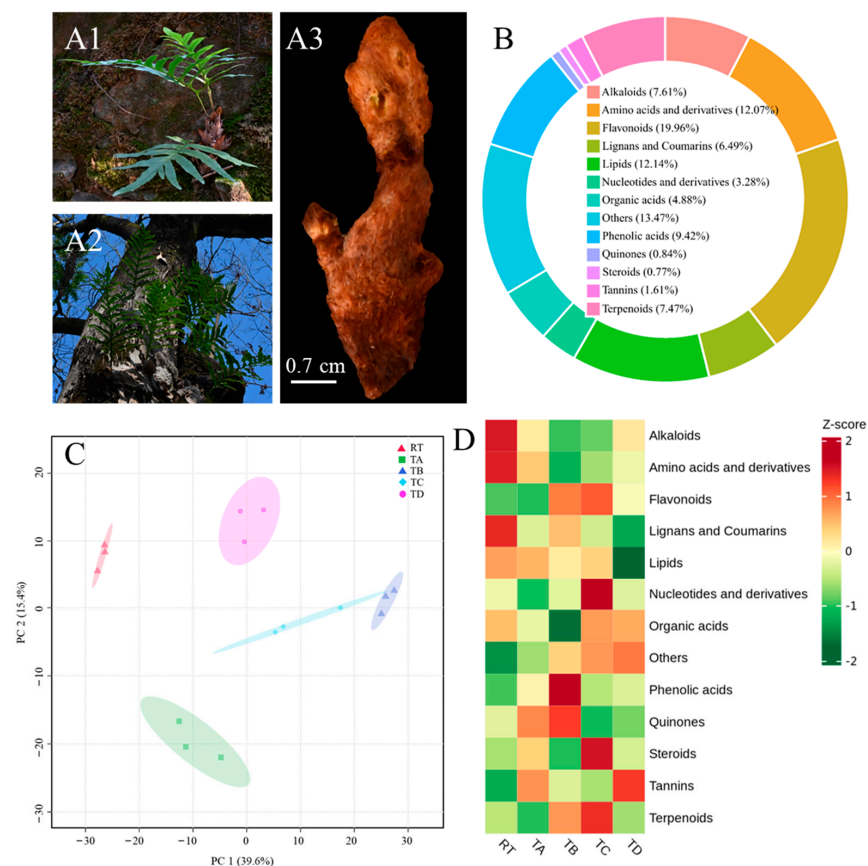 A1
A2
A3
0.7 cm
B
Alkaloids (7.61%)
Amino acids and derivatives (12.07%)
Flavonoids (19.96%)
Lignans and Coumarins (6.49%)
Lipids (12.14%)
Nucleotides and derivatives (3.28%)
Organic acids (4.88%)
Others (13.47%)
Phenolic acids (9.42%)
Quinones (0.84%)
Steroids (0.77%)
Tannins (1.61%)
Terpenoids (7.47%)
C
RT
TA
TB
TC
TD
PC 2 (15.4%)
20
10
0
−10
−20
−30
−30
−20
−10
0
10
20
30
PC 1 (39.6%)
D
Alkaloids
Amino acids and derivatives
Flavonoids
Lignans and Coumarins
Lipids
Nucleotides and derivatives
Organic acids
Others
Phenolic acids
Quinones
Steroids
Tannins
Terpenoids
RT
TA
TB
TC
TD
Z-score
2
1
0
-1
-2